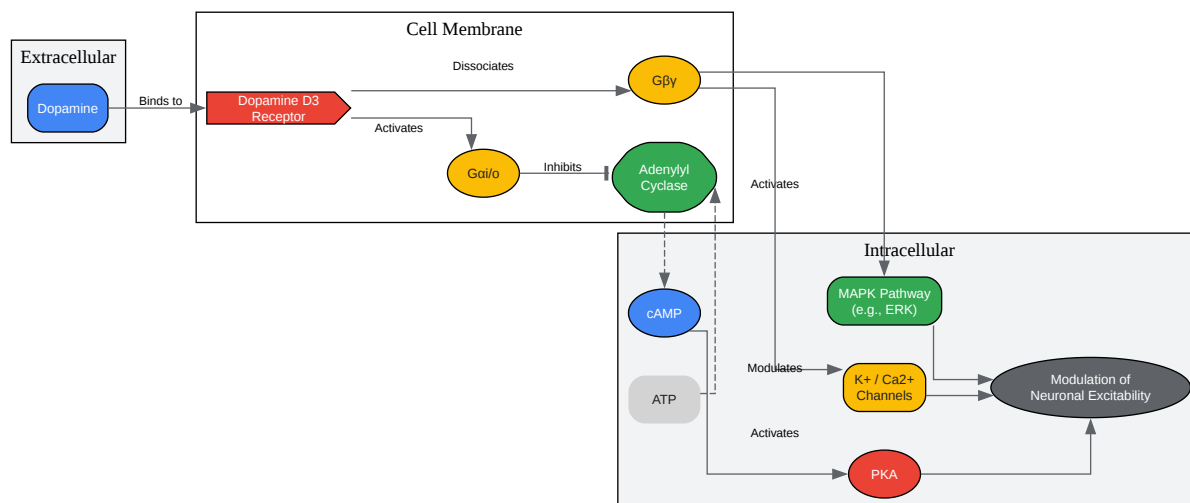 Cell Membrane
Extracellular
Dopamine
Binds to
Dopamine D3
Receptor
Dissociates
Activates
Gβγ
Gαi/o
Inhibits
Adenylyl
Cyclase
Activates
Intracellular
cAMP
MAPK Pathway
(e.g., ERK)
Modulates
ATP
K+ / Ca2+
Channels
Modulation of
Neuronal Excitability
Activates
PKA